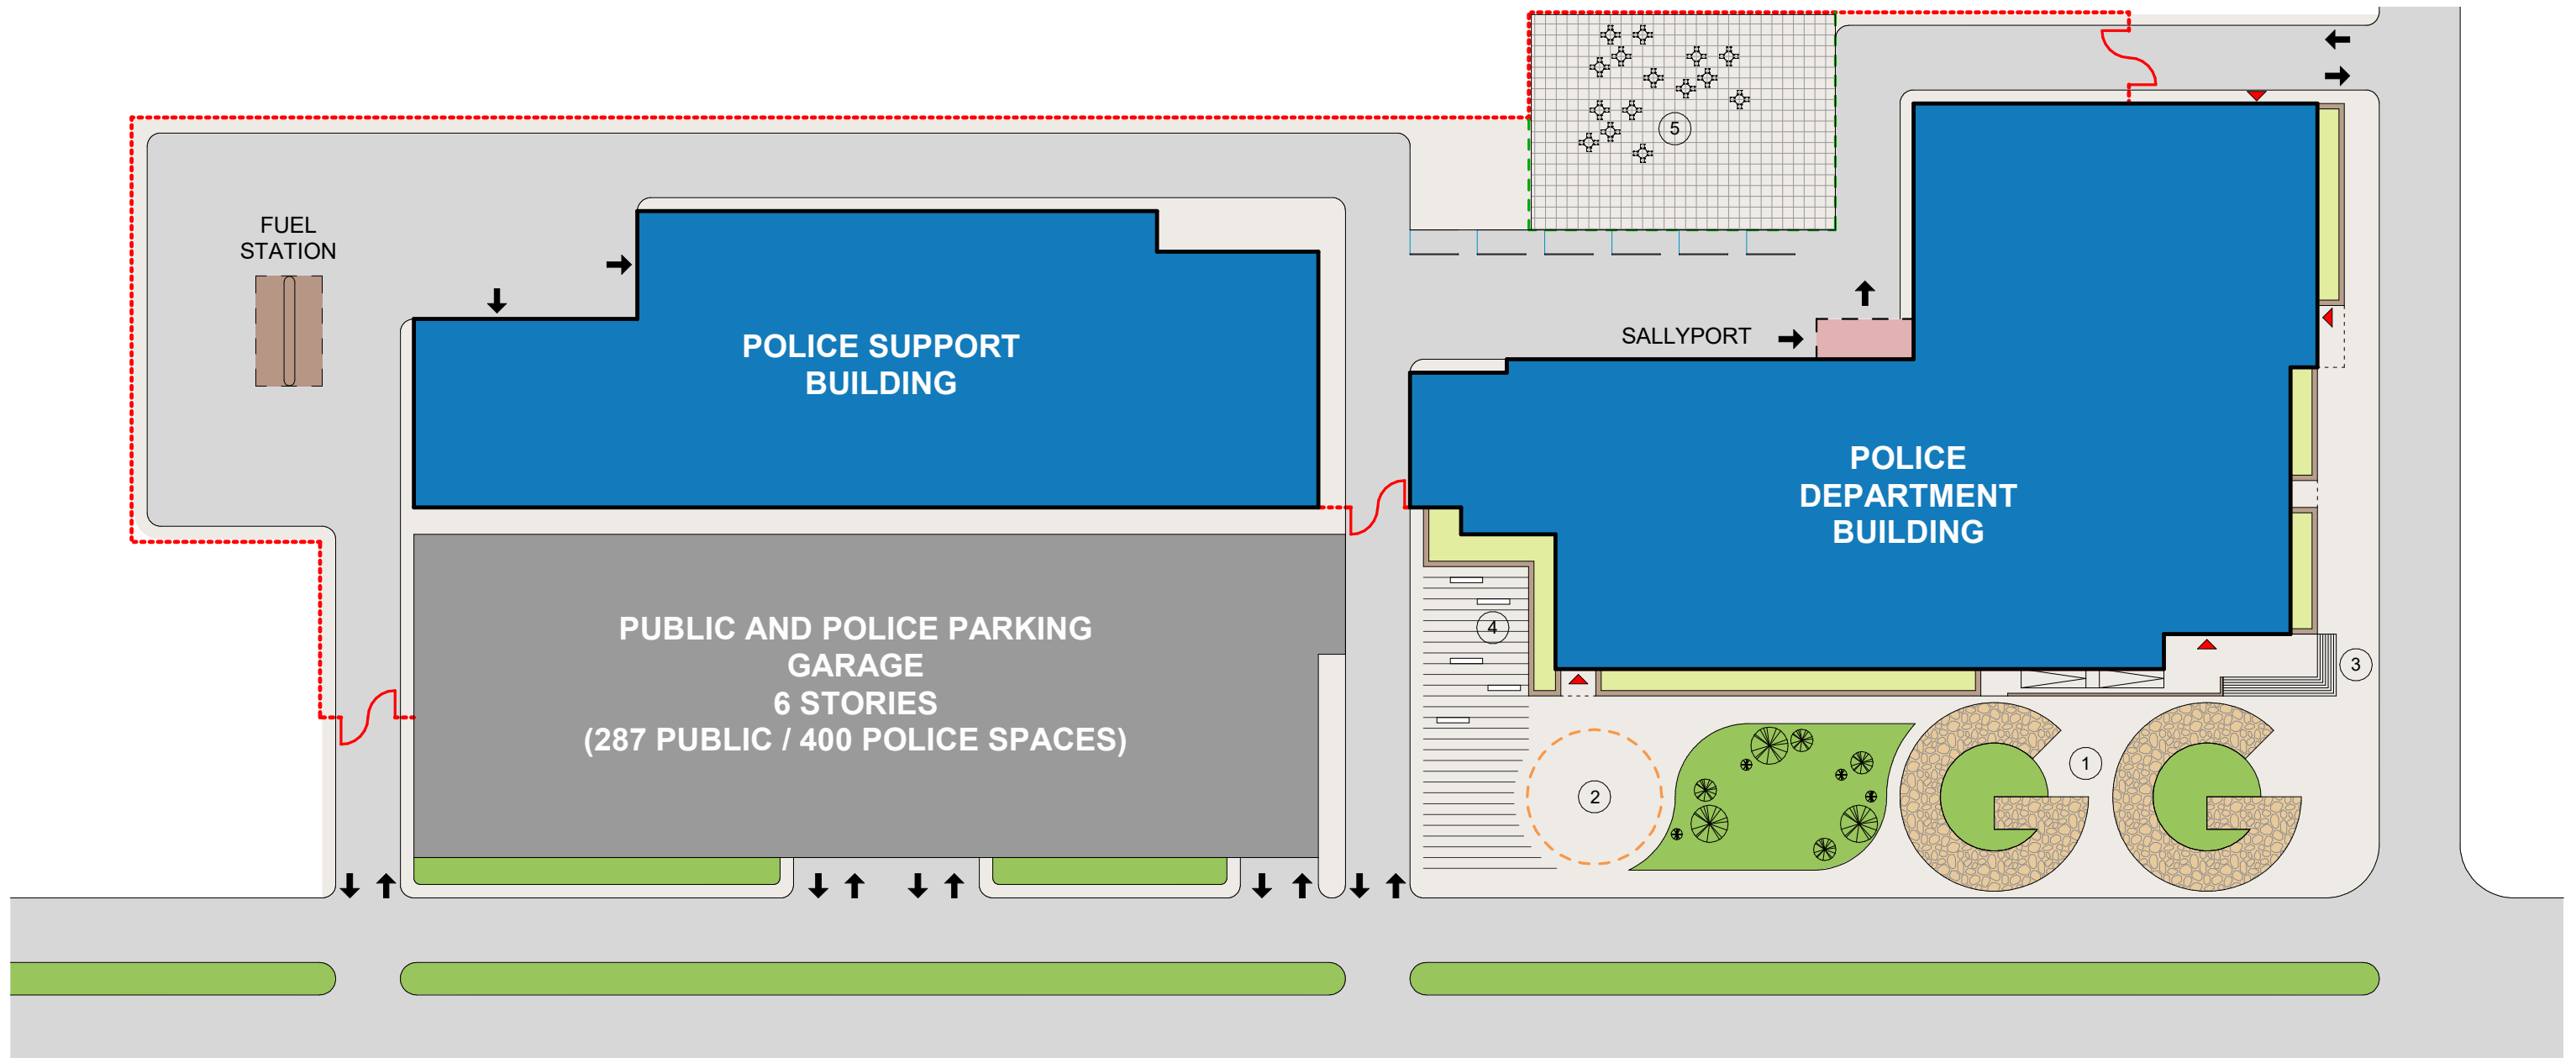 5
FUEL
STATION
SALLYPORT
POLICE SUPPORT
BUILDING
POLICE
DEPARTMENT
BUILDING
PUBLIC AND POLICE PARKING
GARAGE
6 STORIES
(287 PUBLIC / 400 POLICE SPACES)
4
3
2
1
GG